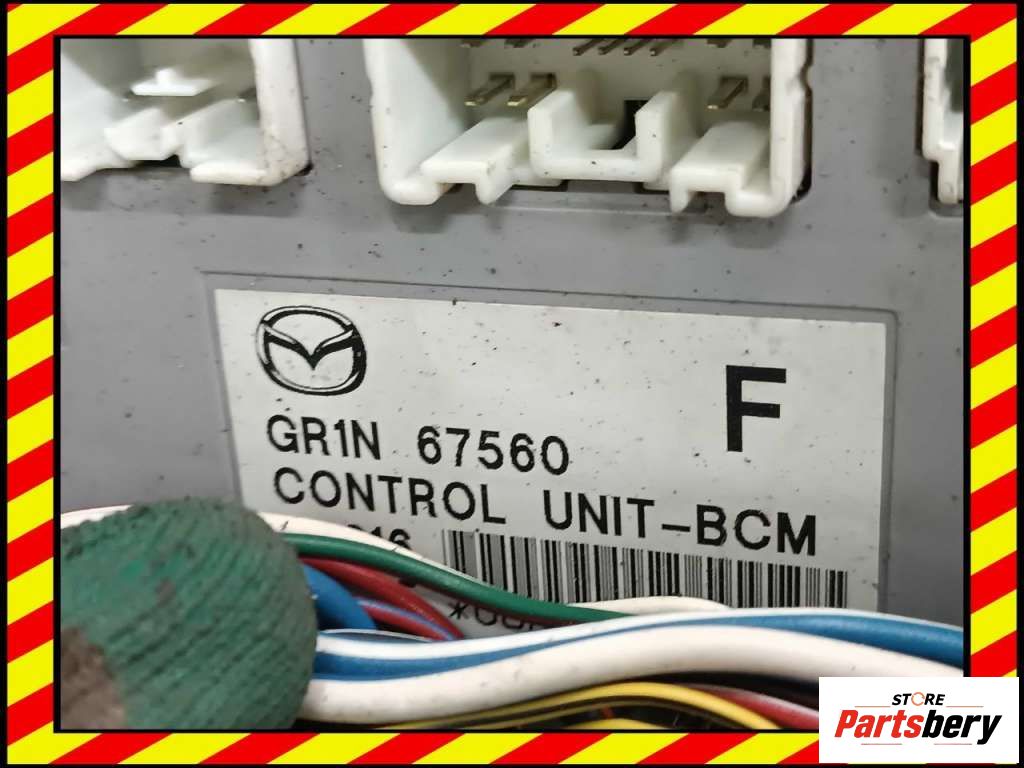 F
GR1N 67560
CONTROL UNIT-BCM
STORE
Partsbery